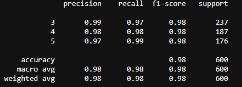 precision recall f1-score support
3 0.99 0.97 0.98 237
4 0.98 0.98 0.98 187
5 0.97 0.99 0.98 176
accuracy 0.98 600
macro avg 0.98 0.98 0.98 600
weighted avg 0.98 0.98 0.98 600